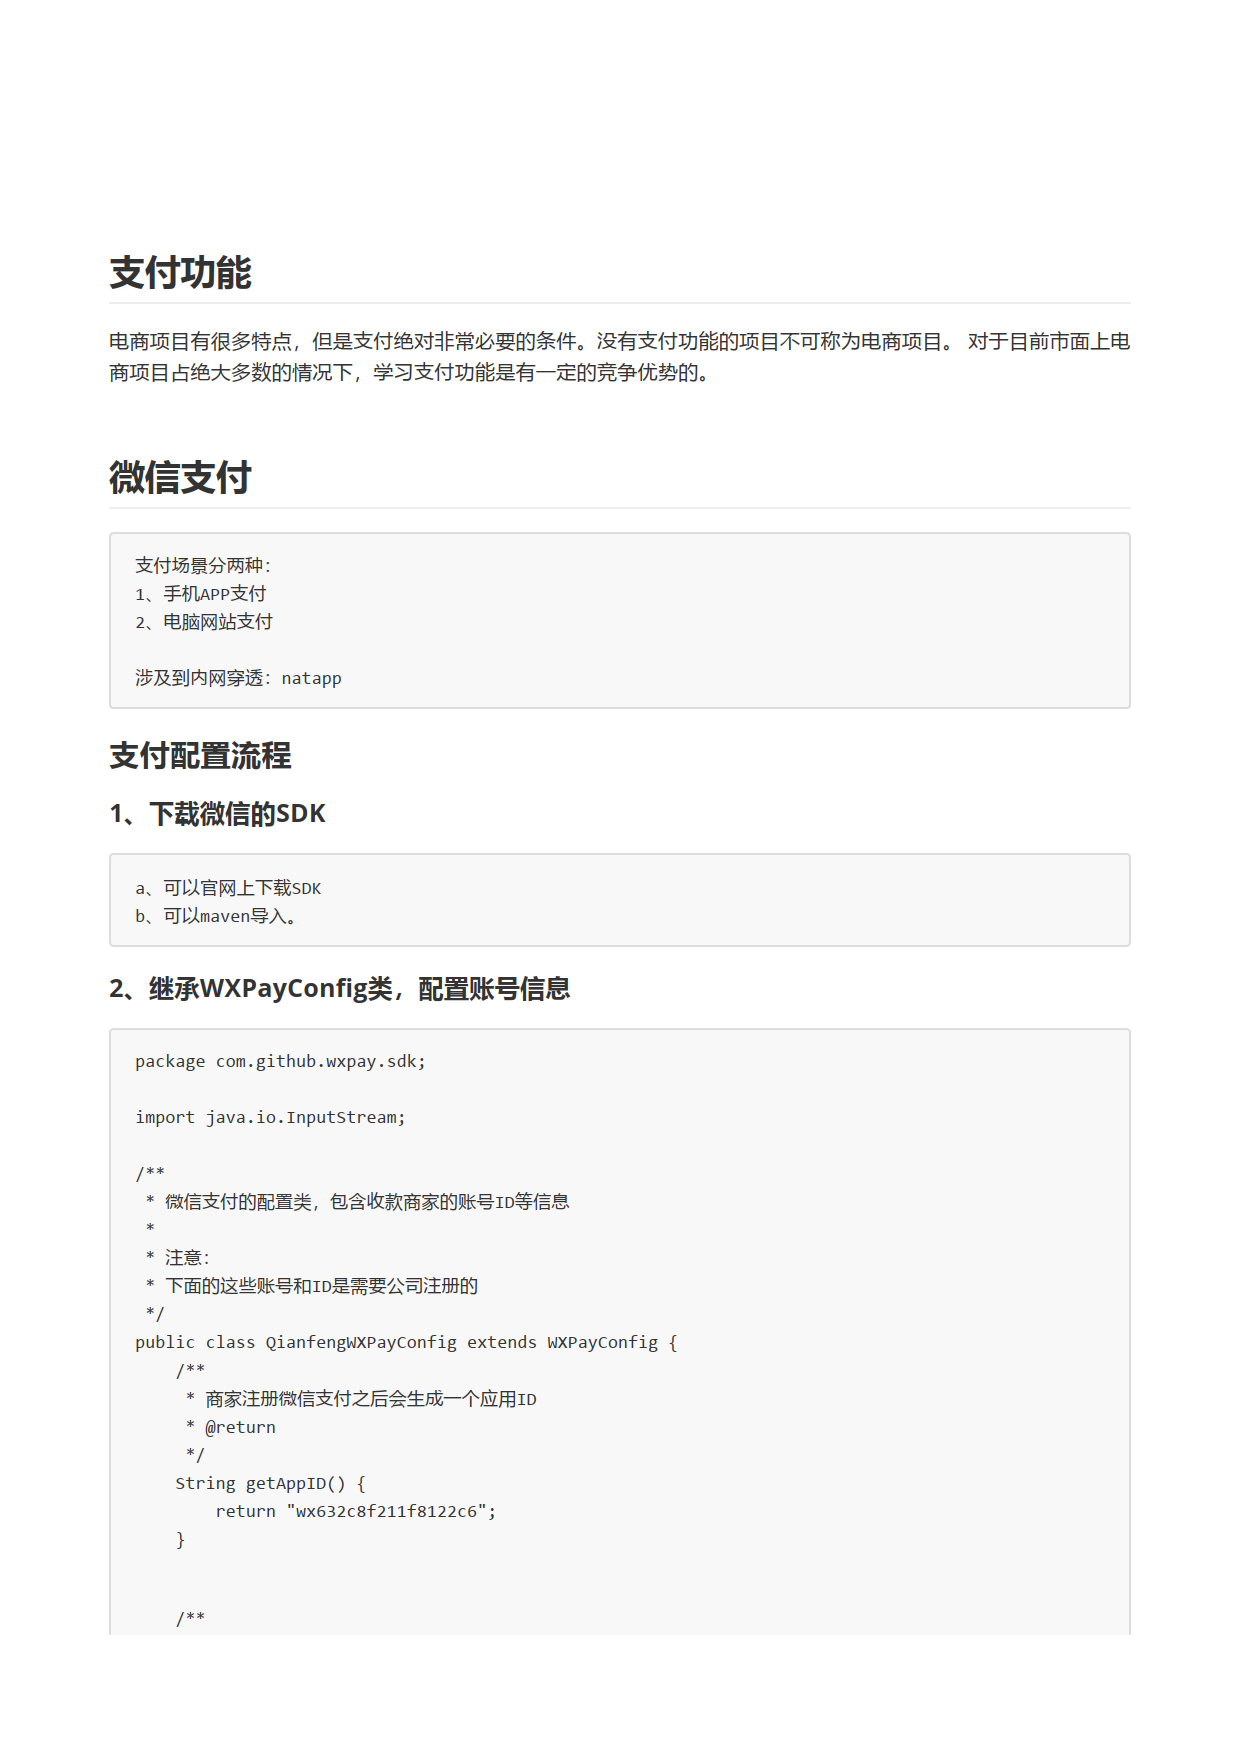 支付功能
电商项目有很多特点，但是支付绝对非常必要的条件。没有支付功能的项目不可称为电商项目。 对于目前市面上电
商项目占绝大多数的情况下，学习支付功能是有一定的竞争优势的。
微信支付
支付场景分两种：
1、手机APP支付
2、电脑网站支付
涉及到内网穿透：natapp
支付配置流程
1、下载微信的SDK
a、可以官网上下载SDK
b、可以maven导入。
2、继承WXPayConfig类，配置账号信息
package com.github.wxpay.sdk;
import java.io.InputStream;
/**
 * 微信支付的配置类，包含收款商家的账号ID等信息
 *
 * 注意：
 * 下面的这些账号和ID是需要公司注册的
 */
public class QianfengWXPayConfig extends WXPayConfig {
    /**
     * 商家注册微信支付之后会生成一个应用ID
     * @return
     */
    String getAppID() {
        return "wx632c8f211f8122c6";
    }
    /**